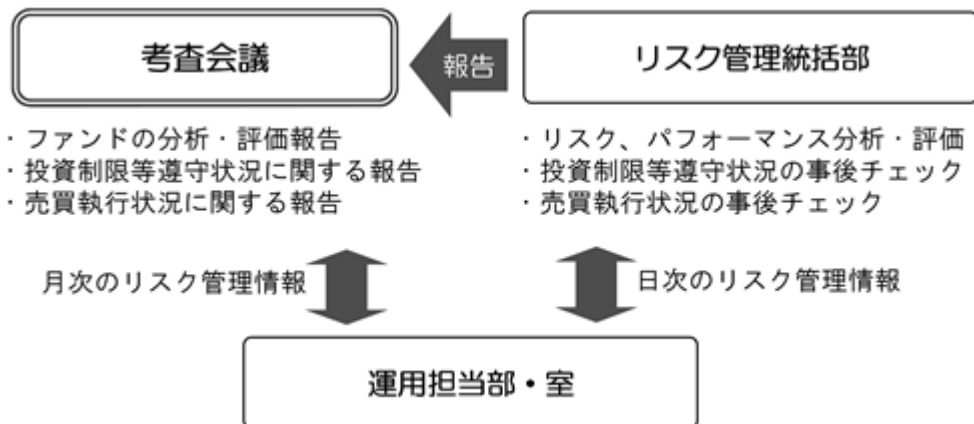 考査会議
報告
リスク管理統括部
・ファンドの分析・評価報告
・投資制限等遵守状況に関する報告
・売買執行状況に関する報告
・リスク、パフォーマンス分析・評価
・投資制限等遵守状況の事後チェック
・売買執行状況の事後チェック
月次のリスク管理情報
日次のリスク管理情報
運用担当部・室